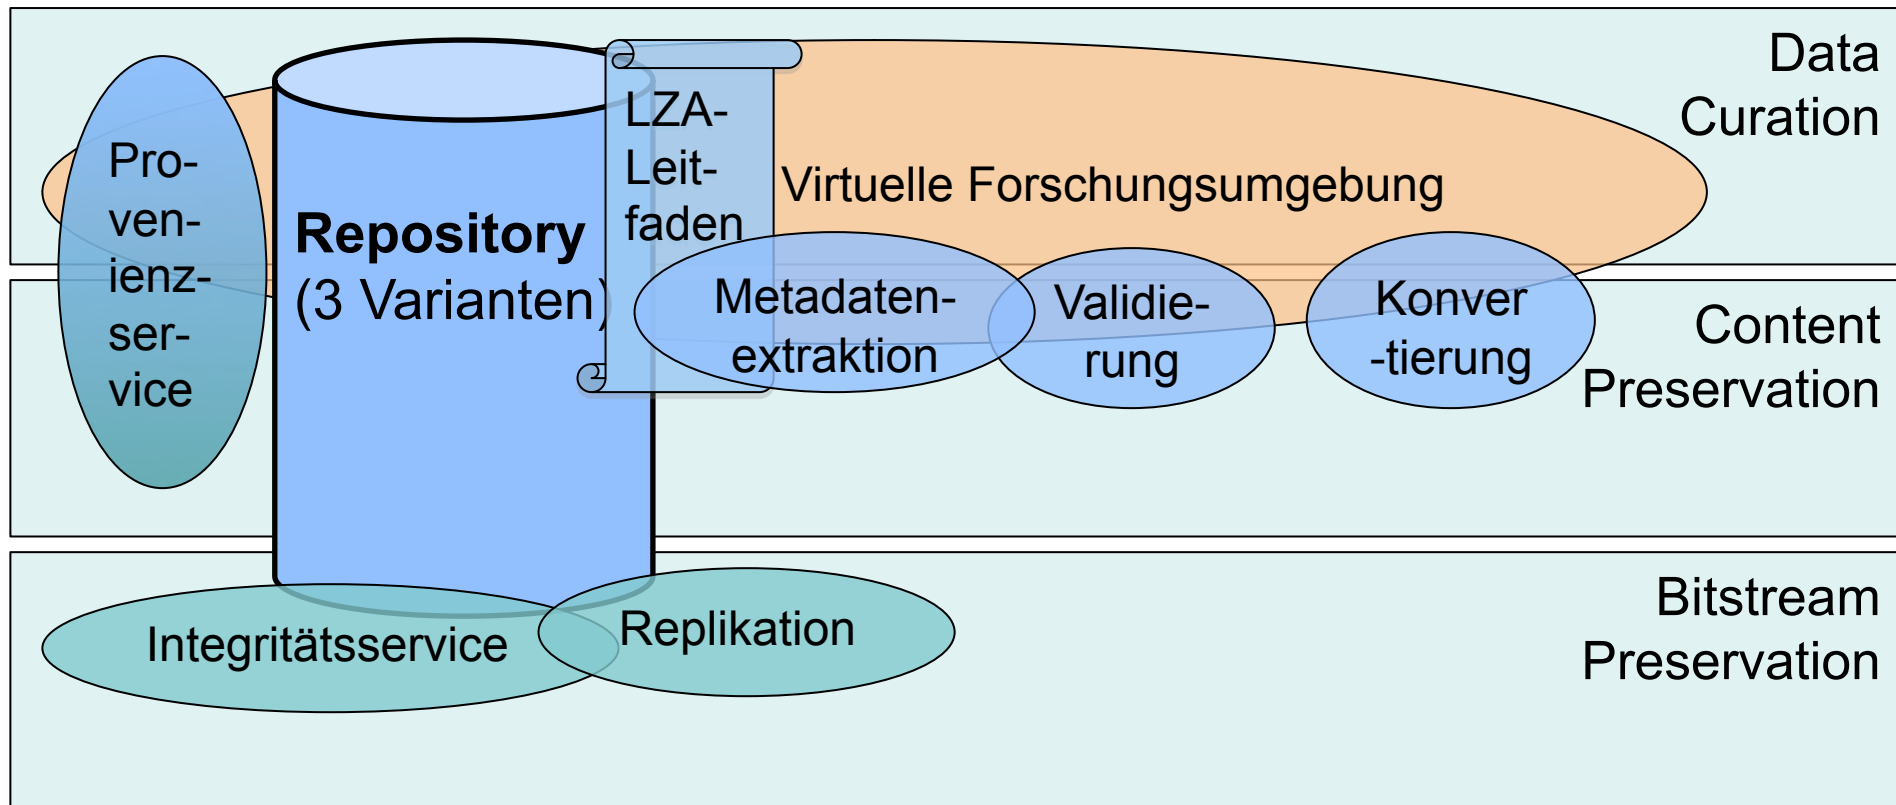 Data
Curation
Pro-
ven-
ienz-
ser-
vice
Repository
(3 Varianten)
LZA-
Leit-
faden
Virtuelle Forschungsumgebung
Metadaten-
extraktion
Validie-
rung
Konver
-tierung
Content
Preservation
Integritätsservice
Replikation
Bitstream
Preservation